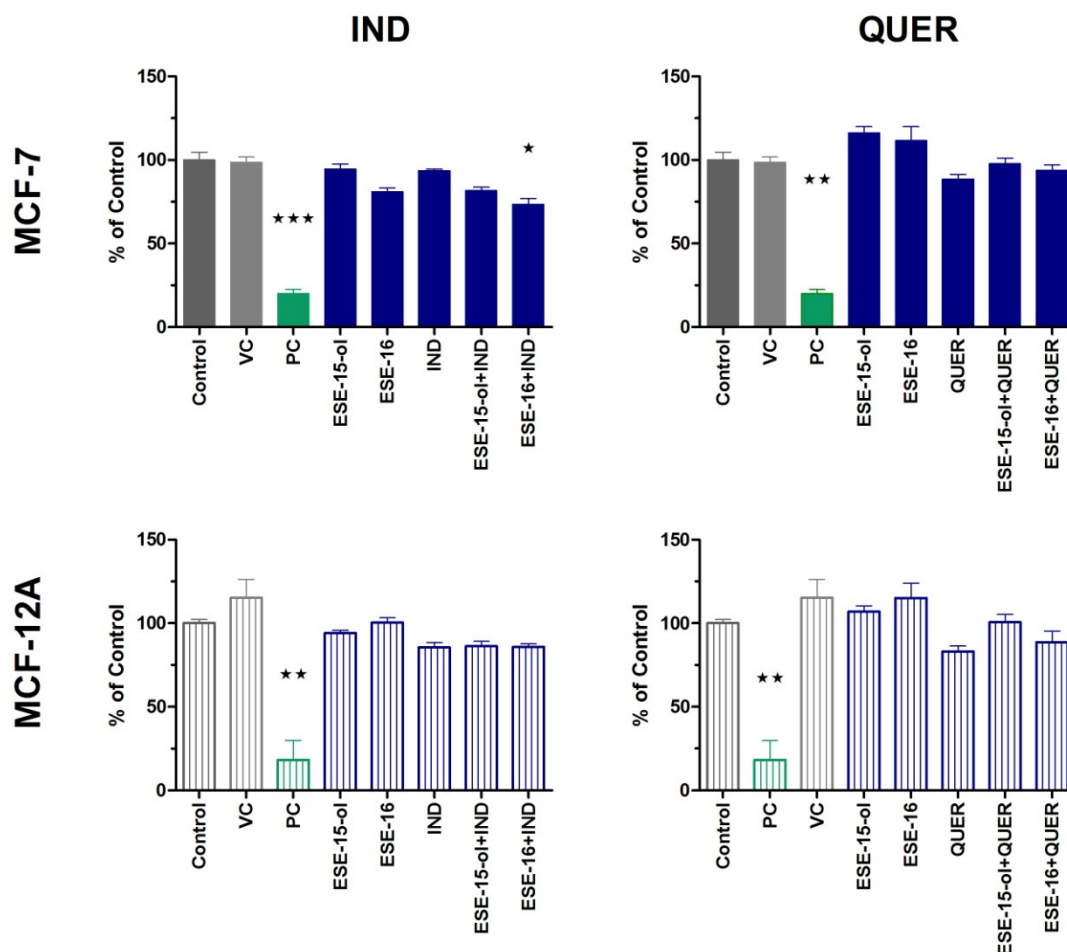 IND
QUER
MCF-7
% of Control
150
100
50
0
★★★
★
Control
VC
PC
ESE-15-ol
ESE-16
IND
ESE-15-ol+IND
ESE-16+IND
% of Control
150
100
50
0
★★
Control
VC
PC
ESE-15-ol
ESE-16
QUER
ESE-15-ol+QUER
ESE-16+QUER
MCF-12A
% of Control
150
100
50
0
★★
Control
VC
PC
ESE-15-ol
ESE-16
IND
ESE-15-ol+IND
ESE-16+IND
% of Control
150
100
50
0
★★
Control
PC
VC
ESE-15-ol
ESE-16
QUER
ESE-15-ol+QUER
ESE-16+QUER